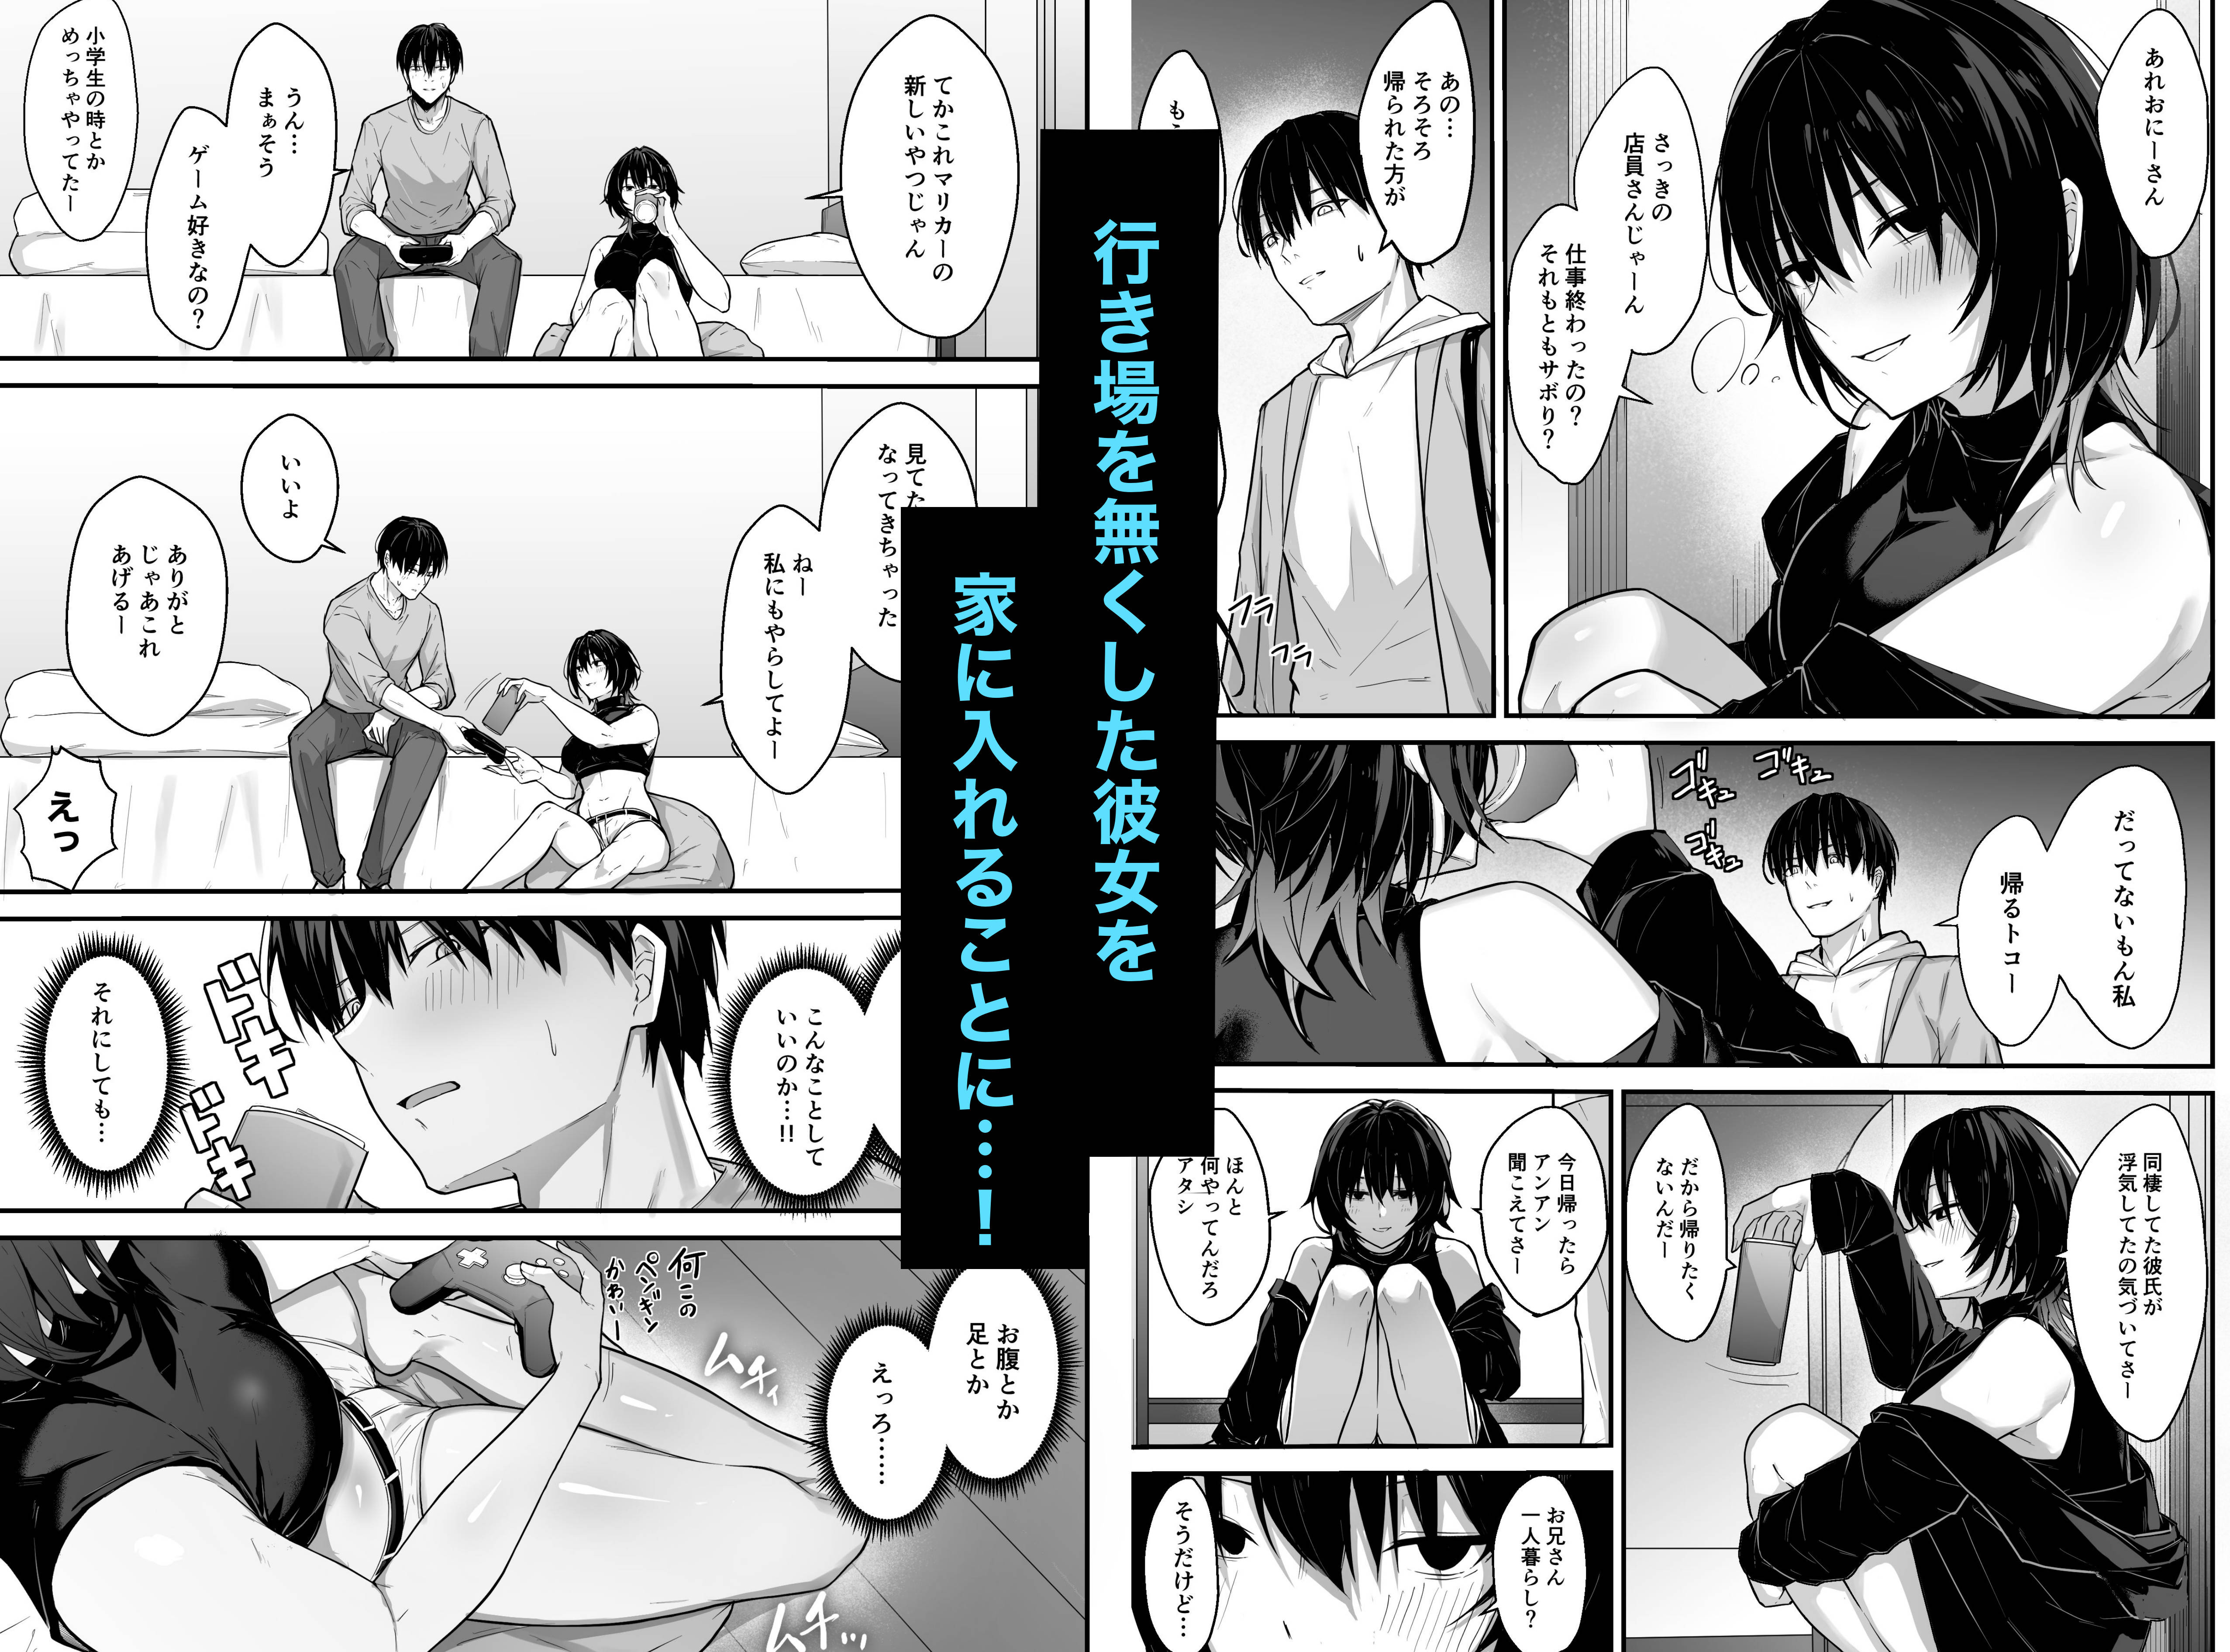 あれおにーさん
さっきの
店員さんじゃーん
仕事終わったの?
それもともサボり?
あの…
そろそろ
帰られた方が
フラ
フラ
だってないもん私
帰るトコー
ゴキュ
ゴキュ
ゴキュ
同棲してた彼氏が
浮気してたの気づいてさー
だから帰りたく
ないんだー
今日帰ったら
アンアン
聞こえてさー
ほんと
何やってんだろ
アタシ
お兄さん
一人暮らし?
そうだけど…
行き場を無くした彼女を
家に入れることに…!
てかこれマリカーの
新しいやつじゃん
うん…
まぁそう
ゲーム好きなの?
小学生の時とか
めっちゃやってたー
見てた
なってきちゃった
ねー
私にもやらしてよー
いいよ
ありがと
じゃあこれ
あげるー
えっ
こんなことして
いいのか…!!
ドキ
ドキ
それにしても…
何この
ペンギン
かわいー
お腹とか
足とか
えっろ……
ムチィ
ムチ…